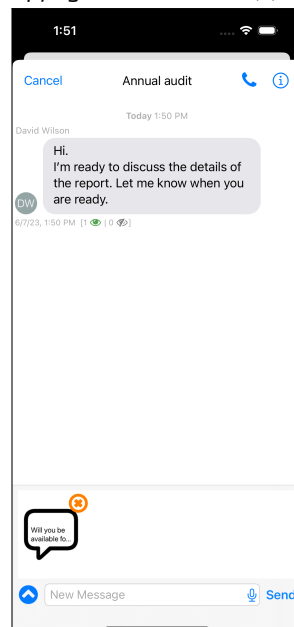 1:51
Cancel
Annual audit
Today 1:50 PM
David Wilson
Hi.
I'm ready to discuss the details of
the report. Let me know when you
are ready.
DW
6/7/23, 1:50 PM [1 | 0 ]
Will you be
available fo...
New Message
Send